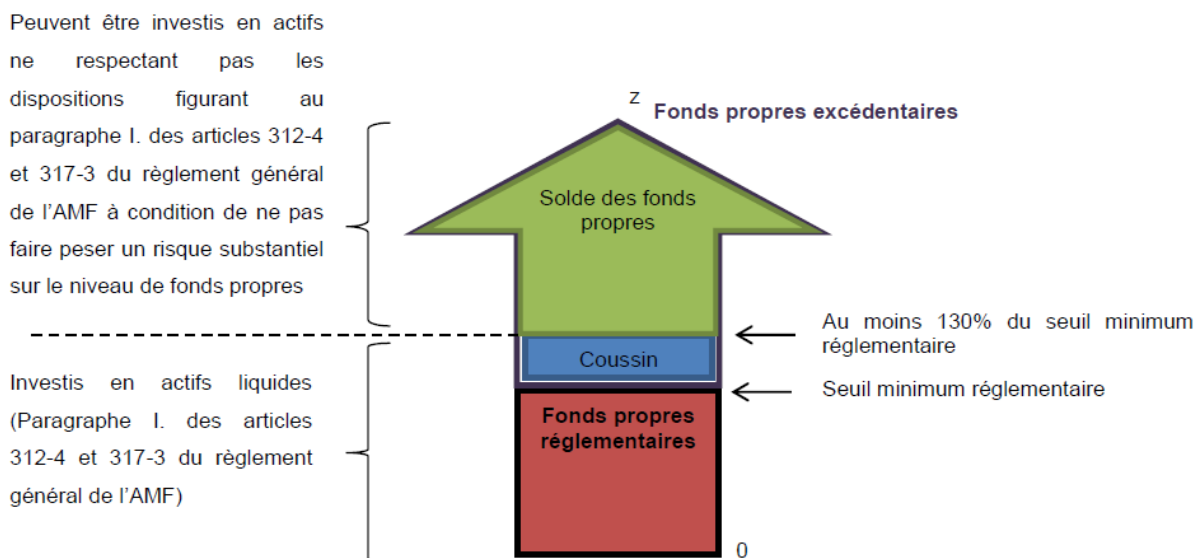 Peuvent être investis en actifs
ne respectant pas les
dispositions figurant au
paragraphe I. des articles 312-4
et 317-3 du règlement général
de l'AMF à condition de ne pas
faire peser un risque substantiel
sur le niveau de fonds propres
Z
Fonds propres excédentaires
Solde des fonds
propres
Au moins 130% du seuil minimum
réglementaire
Coussin
Seuil minimum réglementaire
Investis en actifs liquides
(Paragraphe I. des articles
312-4 et 317-3 du règlement
général de l'AMF)
Fonds propres
réglementaires
0